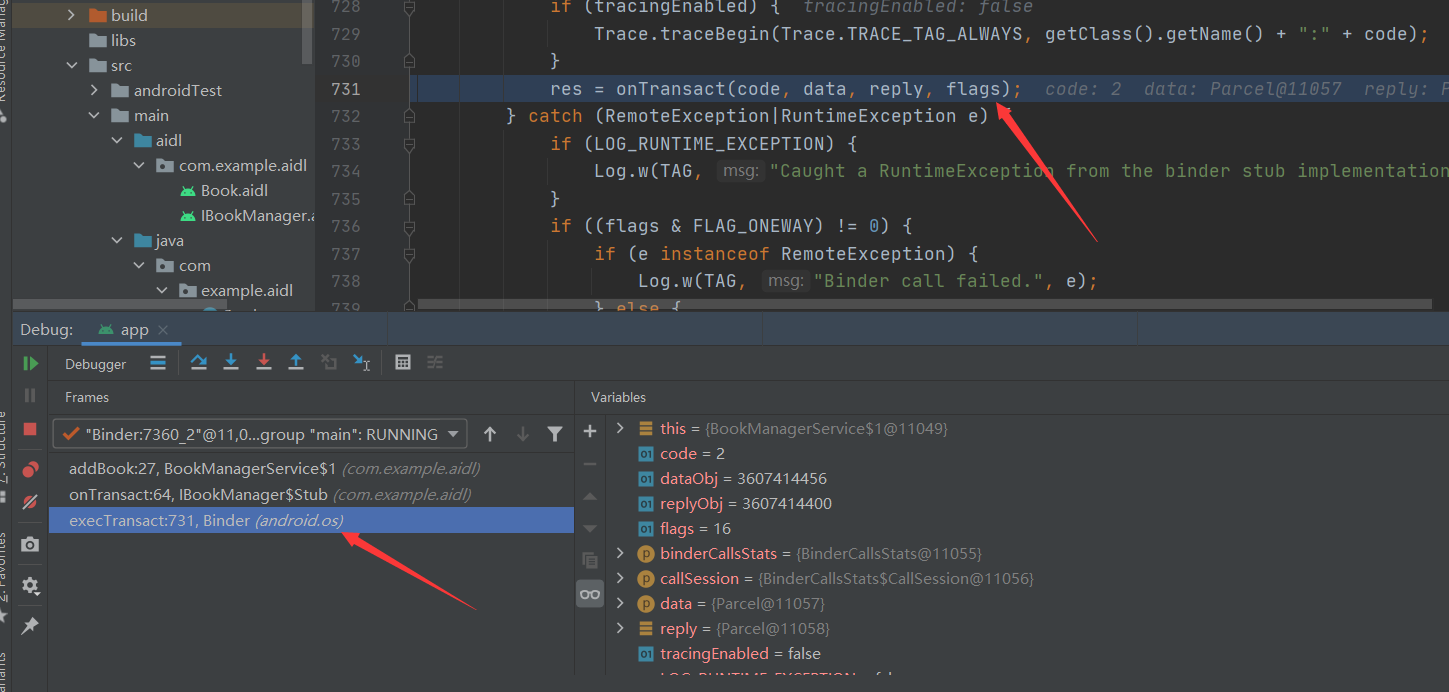 build
libs
src
androidTest
main
aidl
com.example.aidl
Book.aidl
IBookManager.a
java
com
example.aidl
728 if (tracingEnabled) { tracingEnabled: false
729 Trace.traceBegin(Trace.TRACE_TAG_ALWAYS, getClass().getName() + ":" + code);
730 }
731 res = onTransact(code, data, reply, flags); code: 2 data: Parcel@11057 reply: P
732 } catch (RemoteException|RuntimeException e) {
733 if (LOG_RUNTIME_EXCEPTION) {
734 Log.w(TAG, msg: "Caught a RuntimeException from the binder stub implementation
735 }
736 if ((flags & FLAG_ONEWAY) != 0) {
737 if (e instanceof RemoteException) {
738 Log.w(TAG, msg: "Binder call failed.", e);
739 } else {
Debug: app
Debugger
Frames
"Binder:7360_2"@11,0...group "main": RUNNING
addBook:27, BookManagerService$1 (com.example.aidl)
onTransact:64, IBookManager$Stub (com.example.aidl)
execTransact:731, Binder (android.os)
Variables
this = {BookManagerService$1@11049}
01 code = 2
01 dataObj = 3607414456
01 replyObj = 3607414400
01 flags = 16
p binderCallsStats = {BinderCallsStats@11055}
p callSession = {BinderCallsStats$CallSession@11056}
p data = {Parcel@11057}
reply = {Parcel@11058}
01 tracingEnabled = false
Structure
2: Favorites